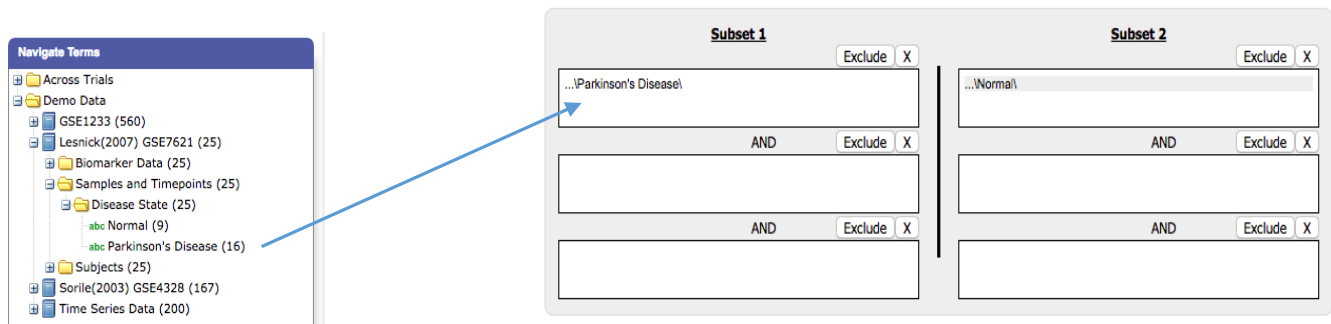 Navigate Terms
Across Trials
Demo Data
GSE1233 (560)
Lesnick(2007) GSE7621 (25)
Biomarker Data (25)
Samples and Timepoints (25)
Disease State (25)
abc Normal (9)
abc Parkinson's Disease (16)
Subjects (25)
Sorile(2003) GSE4328 (167)
Time Series Data (200)
Subset 1
Exclude X
...\Parkinson's Disease\
AND Exclude X
AND Exclude X
Subset 2
Exclude X
...\Normal\
AND Exclude X
AND Exclude X